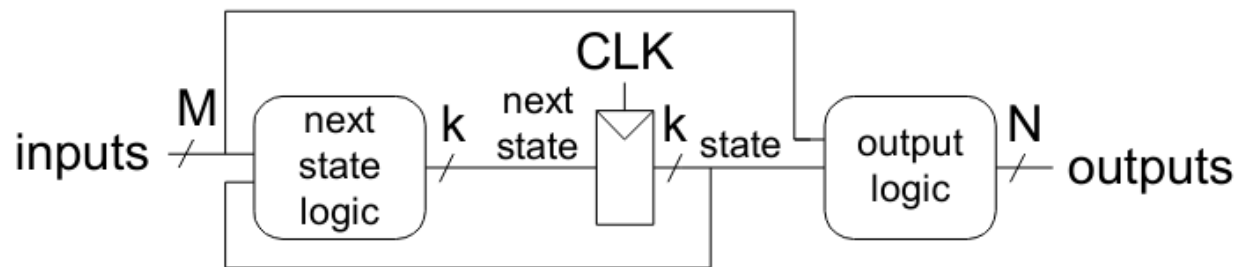 CLK
M
next
state
logic
k
next
state
k
state
output
logic
N
inputs
outputs